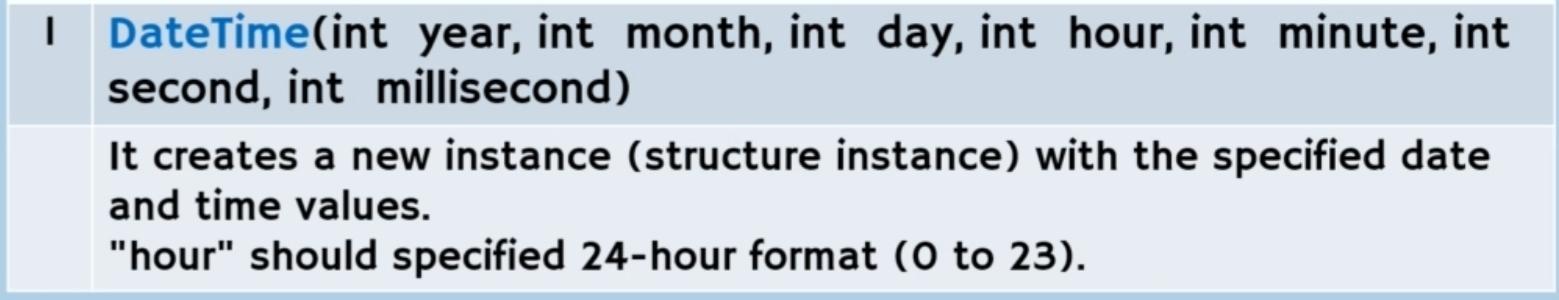 1 DateTime(int year, int month, int day, int hour, int minute, int
second, int millisecond)
It creates a new instance (structure instance) with the specified date
and time values.
"hour" should specified 24-hour format (0 to 23).